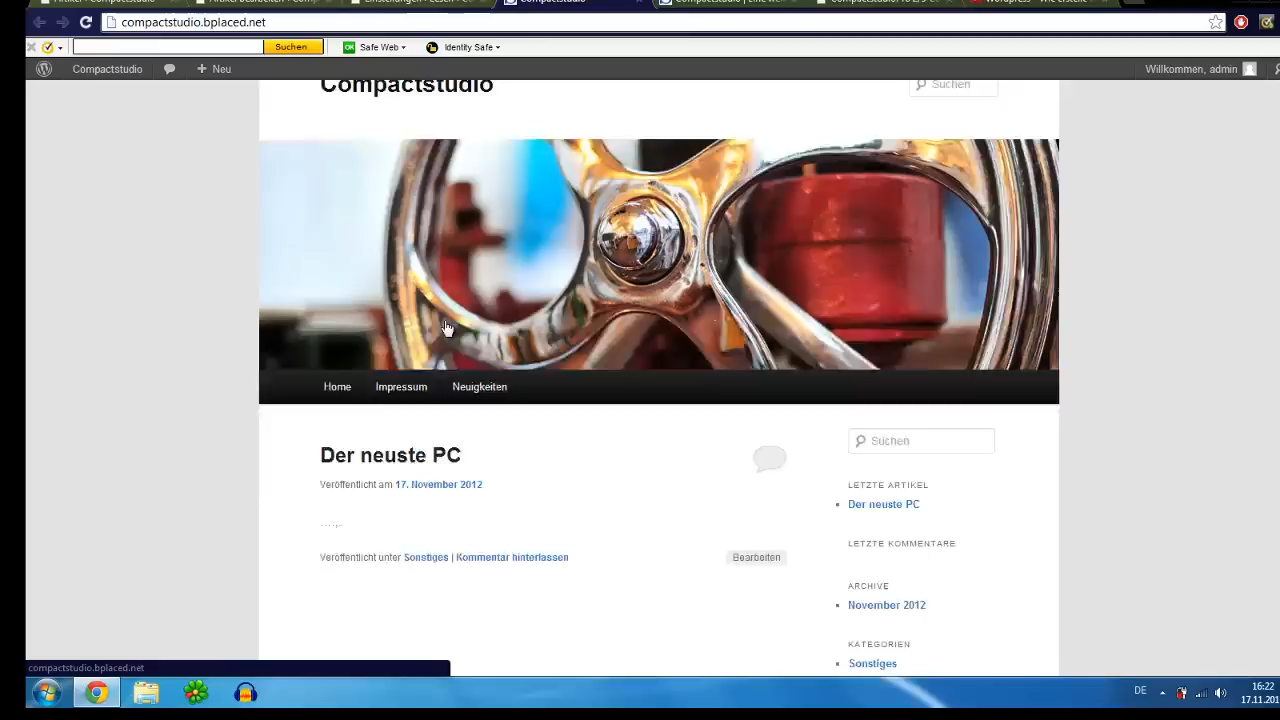 compactstudio.bplaced.net
Suchen
Safe Web
Identity Safe
Compactstudio
Neu
Willkommen, admin
Compactstudio
Suchen
Home
Impressum
Neuigkeiten
Der neuste PC
Veröffentlicht am 17. November 2012
Veröffentlicht unter Sonstiges | Kommentar hinterlassen
Bearbeiten
Suchen
LETZTE ARTIKEL
Der neuste PC
LETZTE KOMMENTARE
ARCHIVE
November 2012
KATEGORIEN
Sonstiges
compactstudio.bplaced.net
DE
16:22
17.11.201